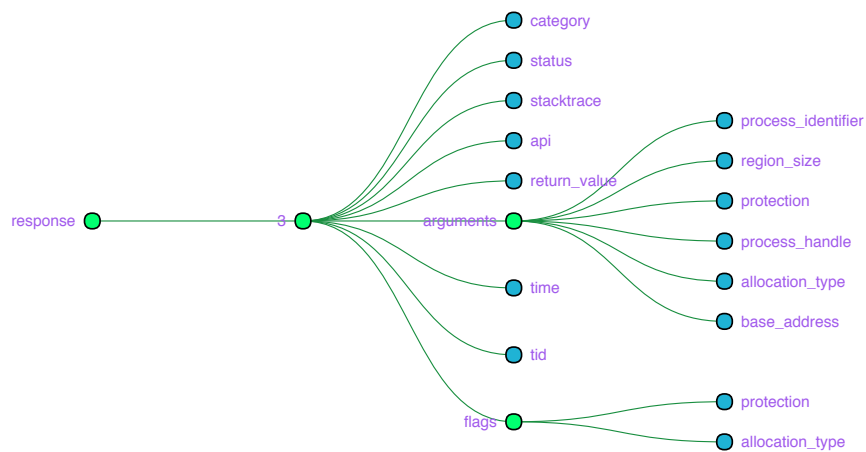 category
status
stacktrace
api
return_value
response
3
arguments
process_identifier
region_size
protection
process_handle
allocation_type
base_address
time
tid
flags
protection
allocation_type